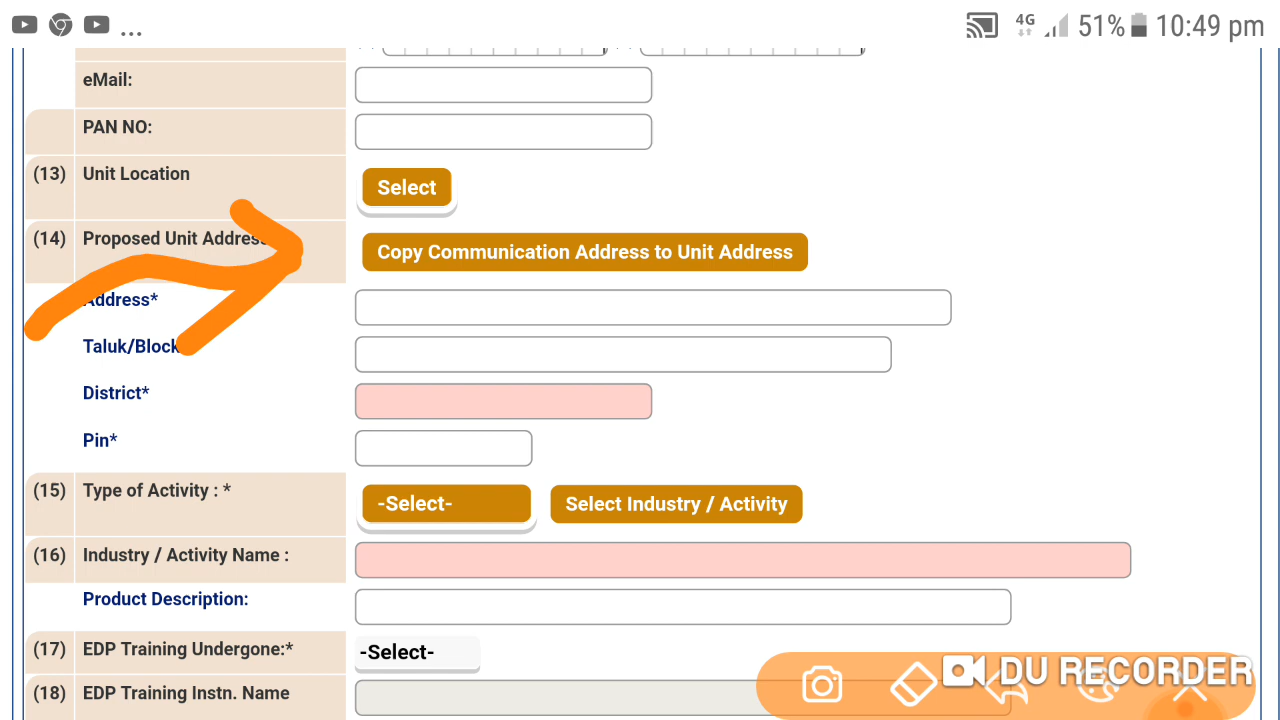 ... 4G 51% 10:49 pm
eMail:
PAN NO:
(13) Unit Location Select
(14) Proposed Unit Address Copy Communication Address to Unit Address
Address*
Taluk/Block
District*
Pin*
(15) Type of Activity : * -Select- Select Industry / Activity
(16) Industry / Activity Name :
Product Description:
(17) EDP Training Undergone:* -Select-
(18) EDP Training Instn. Name
DU RECORDER